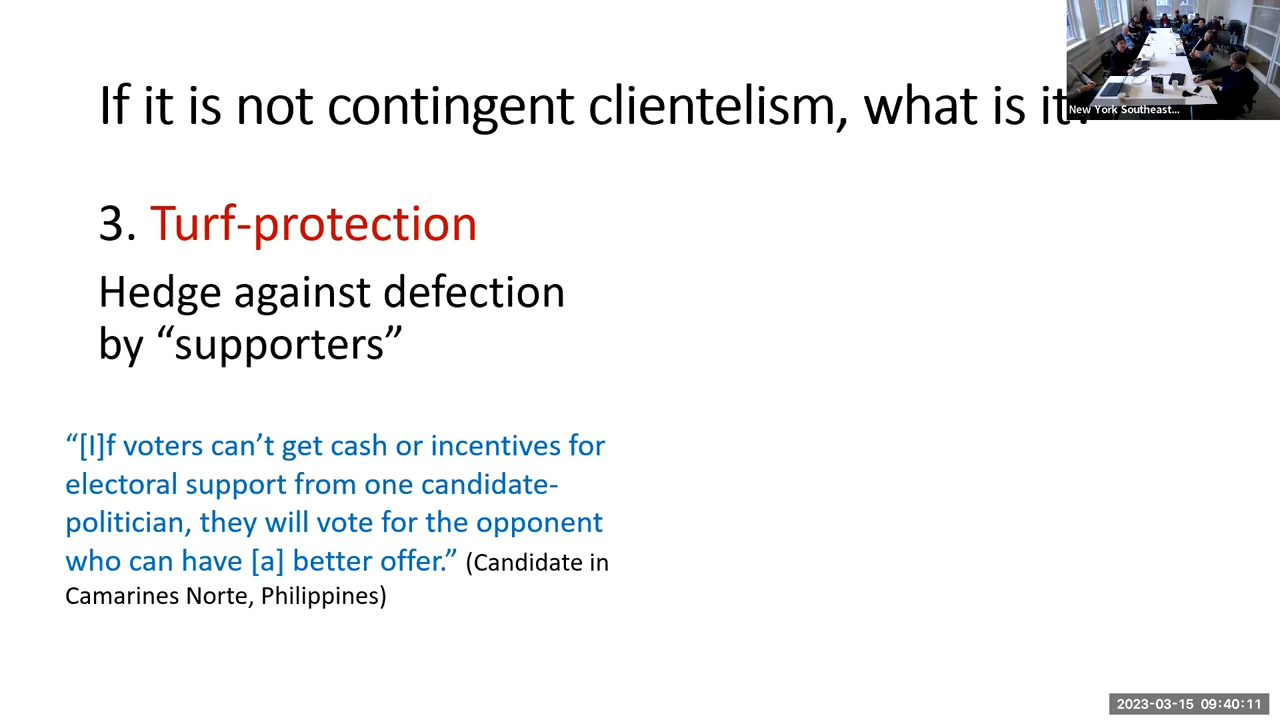 If it is not contingent clientelism, what is it?
New York Southeast...
3. Turf-protection
Hedge against defection
by “supporters”
“[I]f voters can’t get cash or incentives for
electoral support from one candidate-
politician, they will vote for the opponent
who can have [a] better offer.” (Candidate in
Camarines Norte, Philippines)
2023-03-15 09:40:11